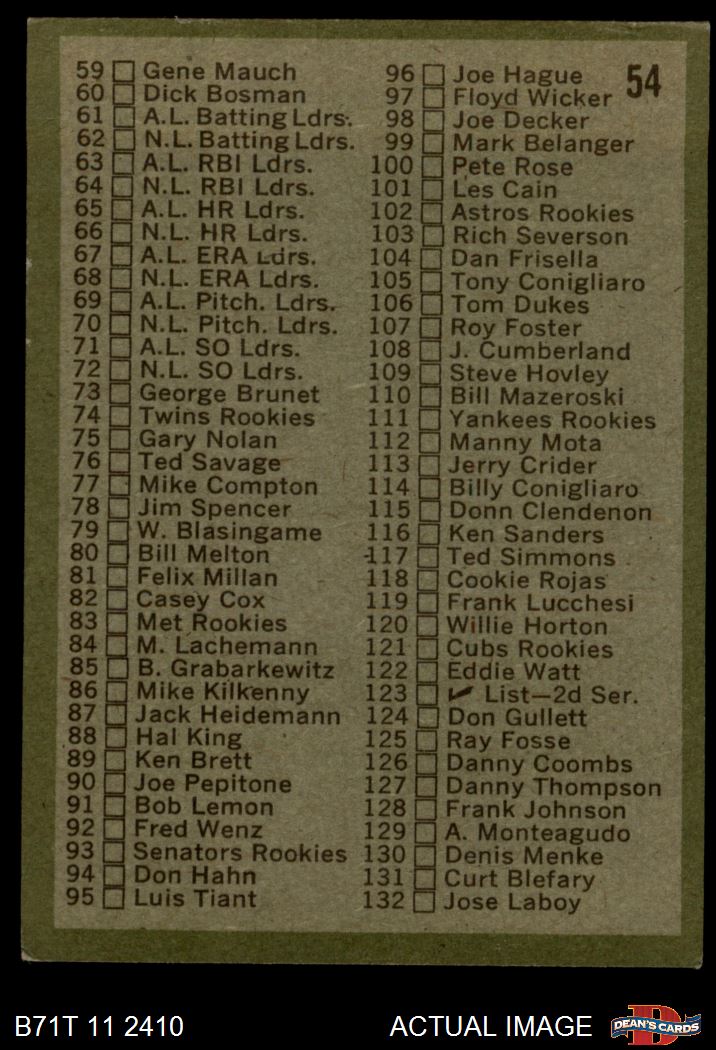 54
59 Gene Mauch
60 Dick Bosman
61 A.L. Batting Ldrs.
62 N.L. Batting Ldrs.
63 A.L. RBI Ldrs.
64 N.L. RBI Ldrs.
65 A.L. HR Ldrs.
66 N.L. HR Ldrs.
67 A.L. ERA Ldrs.
68 N.L. ERA Ldrs.
69 A.L. Pitch. Ldrs.
70 N.L. Pitch. Ldrs.
71 A.L. SO Ldrs.
72 N.L. SO Ldrs.
73 George Brunet
74 Twins Rookies
75 Gary Nolan
76 Ted Savage
77 Mike Compton
78 Jim Spencer
79 W. Blasingame
80 Bill Melton
81 Felix Millan
82 Casey Cox
83 Met Rookies
84 M. Lachemann
85 B. Grabarkewitz
86 Mike Kilkenny
87 Jack Heidemann
88 Hal King
89 Ken Brett
90 Joe Pepitone
91 Bob Lemon
92 Fred Wenz
93 Senators Rookies
94 Don Hahn
95 Luis Tiant
96 Joe Hague
97 Floyd Wicker
98 Joe Decker
99 Mark Belanger
100 Pete Rose
101 Les Cain
102 Astros Rookies
103 Rich Severson
104 Dan Frisella
105 Tony Conigliaro
106 Tom Dukes
107 Roy Foster
108 J. Cumberland
109 Steve Hovley
110 Bill Mazeroski
111 Yankees Rookies
112 Manny Mota
113 Jerry Crider
114 Billy Conigliaro
115 Donn Clendenon
116 Ken Sanders
117 Ted Simmons
118 Cookie Rojas
119 Frank Lucchesi
120 Willie Horton
121 Cubs Rookies
122 Eddie Watt
123 ✔ List—2d Ser.
124 Don Gullett
125 Ray Fosse
126 Danny Coombs
127 Danny Thompson
128 Frank Johnson
129 A. Monteagudo
130 Denis Menke
131 Curt Blefary
132 Jose Laboy
B71T 11 2410
ACTUAL IMAGE
D
DEAN'S CARDS